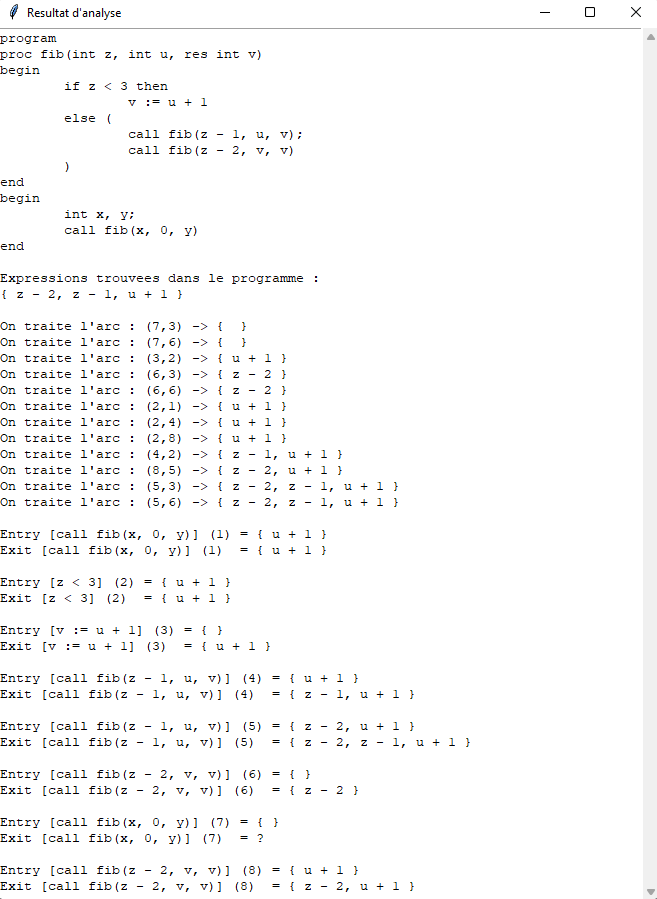 Resultat d'analyse
program
proc fib(int z, int u, res int v)
begin
        if z < 3 then
                v := u + 1
        else (
                call fib(z - 1, u, v);
                call fib(z - 2, v, v)
        )
end
begin
        int x, y;
        call fib(x, 0, y)
end

Expressions trouvees dans le programme :
{ z - 2, z - 1, u + 1 }

On traite l'arc : (7,3) -> {  }
On traite l'arc : (7,6) -> {  }
On traite l'arc : (3,2) -> { u + 1 }
On traite l'arc : (6,3) -> { z - 2 }
On traite l'arc : (6,6) -> { z - 2 }
On traite l'arc : (2,1) -> { u + 1 }
On traite l'arc : (2,4) -> { u + 1 }
On traite l'arc : (2,8) -> { u + 1 }
On traite l'arc : (4,2) -> { z - 1, u + 1 }
On traite l'arc : (8,5) -> { z - 2, u + 1 }
On traite l'arc : (5,3) -> { z - 2, z - 1, u + 1 }
On traite l'arc : (5,6) -> { z - 2, z - 1, u + 1 }

Entry [call fib(x, 0, y)] (1) = { u + 1 }
Exit [call fib(x, 0, y)] (1)  = { u + 1 }

Entry [z < 3] (2) = { u + 1 }
Exit [z < 3] (2)  = { u + 1 }

Entry [v := u + 1] (3) = { }
Exit [v := u + 1] (3)  = { u + 1 }

Entry [call fib(z - 1, u, v)] (4) = { u + 1 }
Exit [call fib(z - 1, u, v)] (4)  = { z - 1, u + 1 }

Entry [call fib(z - 1, u, v)] (5) = { z - 2, u + 1 }
Exit [call fib(z - 1, u, v)] (5)  = { z - 2, z - 1, u + 1 }

Entry [call fib(z - 2, v, v)] (6) = { }
Exit [call fib(z - 2, v, v)] (6)  = { z - 2 }

Entry [call fib(x, 0, y)] (7) = { }
Exit [call fib(x, 0, y)] (7)  = ?

Entry [call fib(z - 2, v, v)] (8) = { u + 1 }
Exit [call fib(z - 2, v, v)] (8)  = { z - 2, u + 1 }